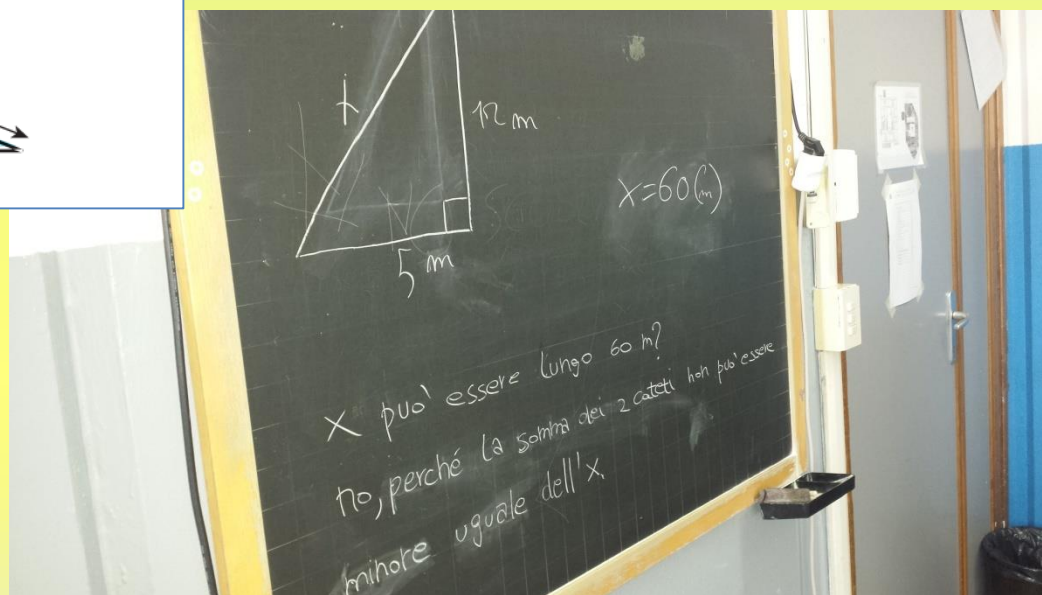 x
12 m
5 m
x=60(m)
x può essere lungo 60 m?
no, perché la somma dei 2 cateti non può essere
minore uguale dell'x